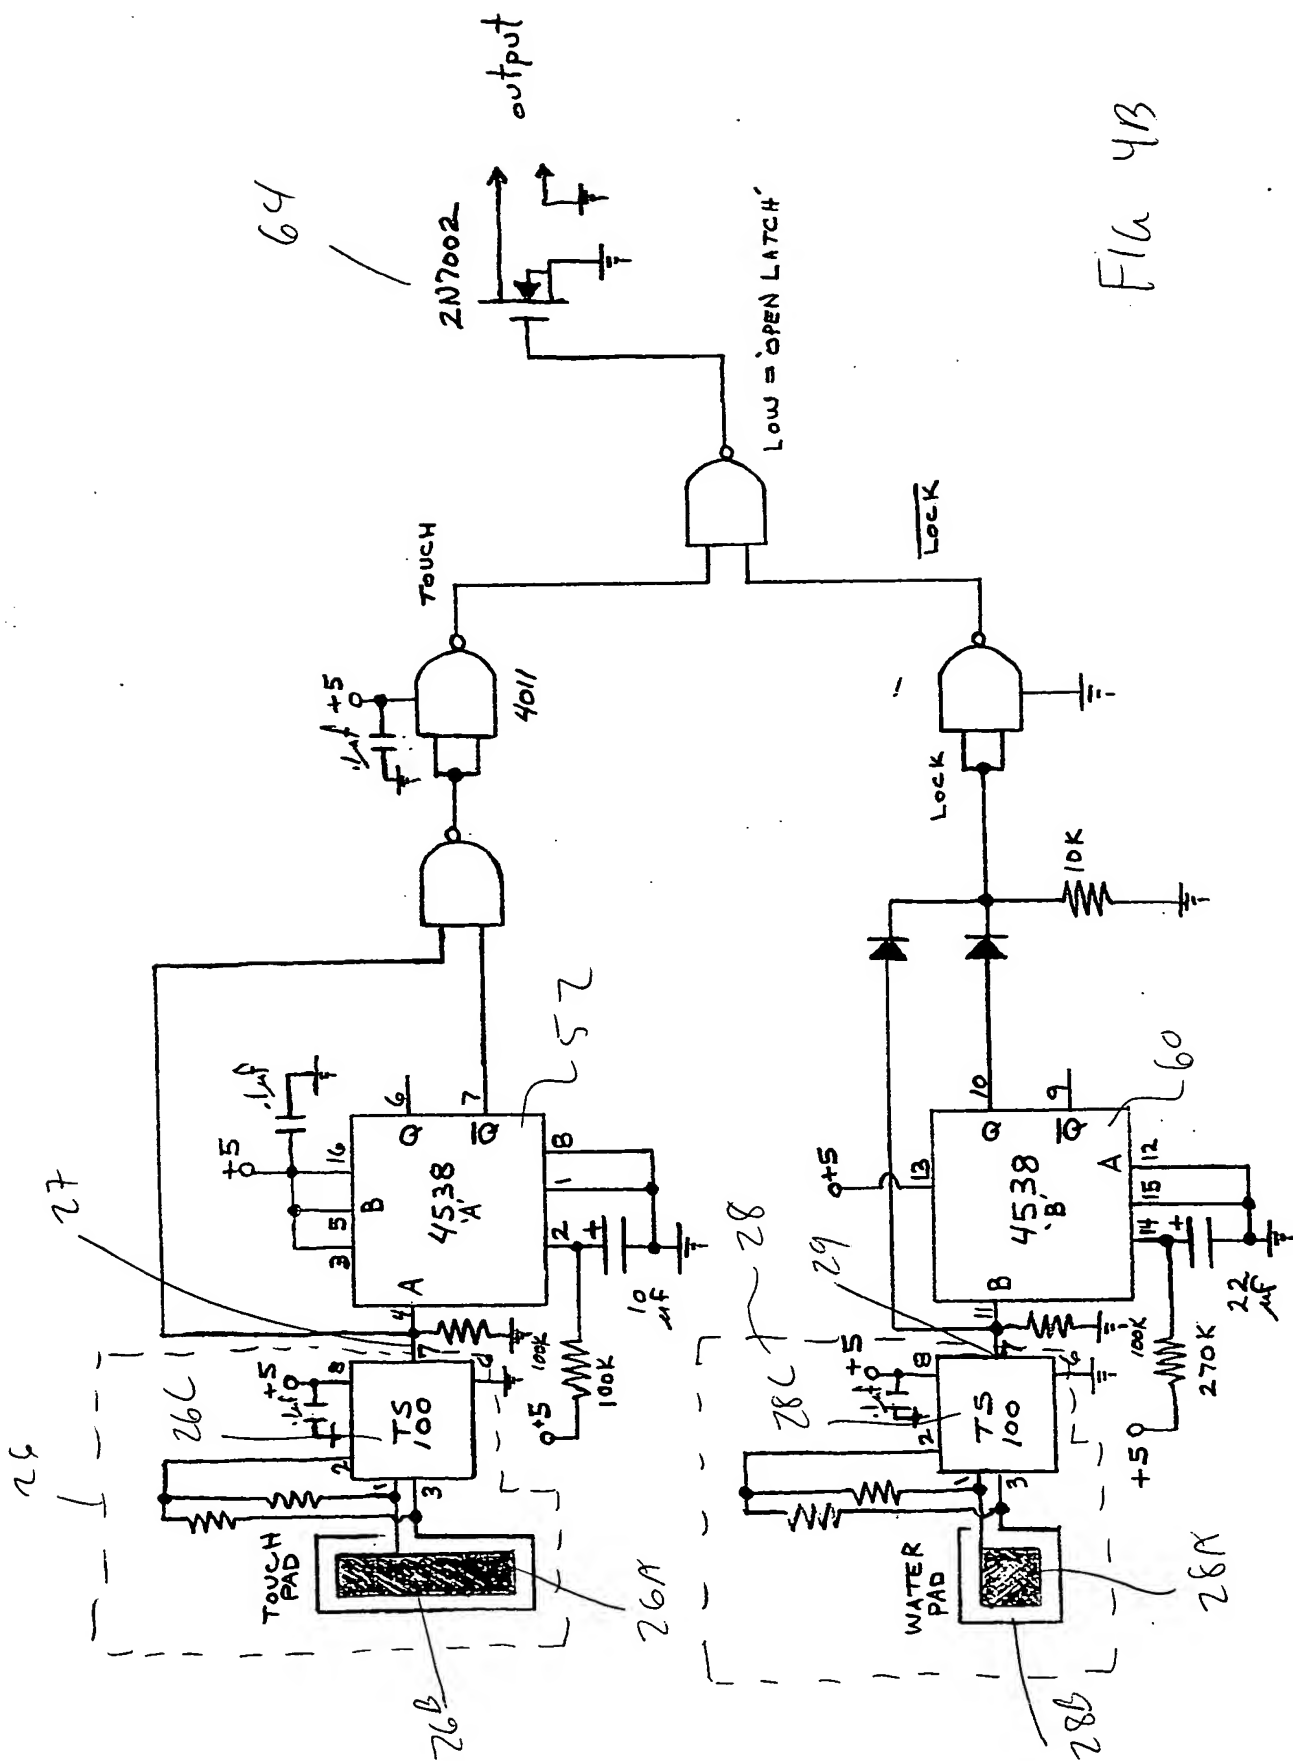 26
26C
27
TOUCH
PAD
26B
26A
1
3
2
8
7
6
TS
100
+5
.1µf
100K
100K
+5
10
µF
4
A
3
5
16
B
4538
'A'
2
1
8
Q
6
Q
7
+5
.1µf
52
+5
.1µf
4011
TOUCH
WATER
PAD
28B
28A
28C
28
29
1
3
2
8
7
6
TS
100
+5
.1µf
100K
270K
+5
22
µF
11
B
13
+5
4538
'B'
14
15
12
A
Q
10
Q
9
60
10K
LOCK
LOCK
LOW = 'OPEN LATCH'
2N7002
64
output
FIG 4B